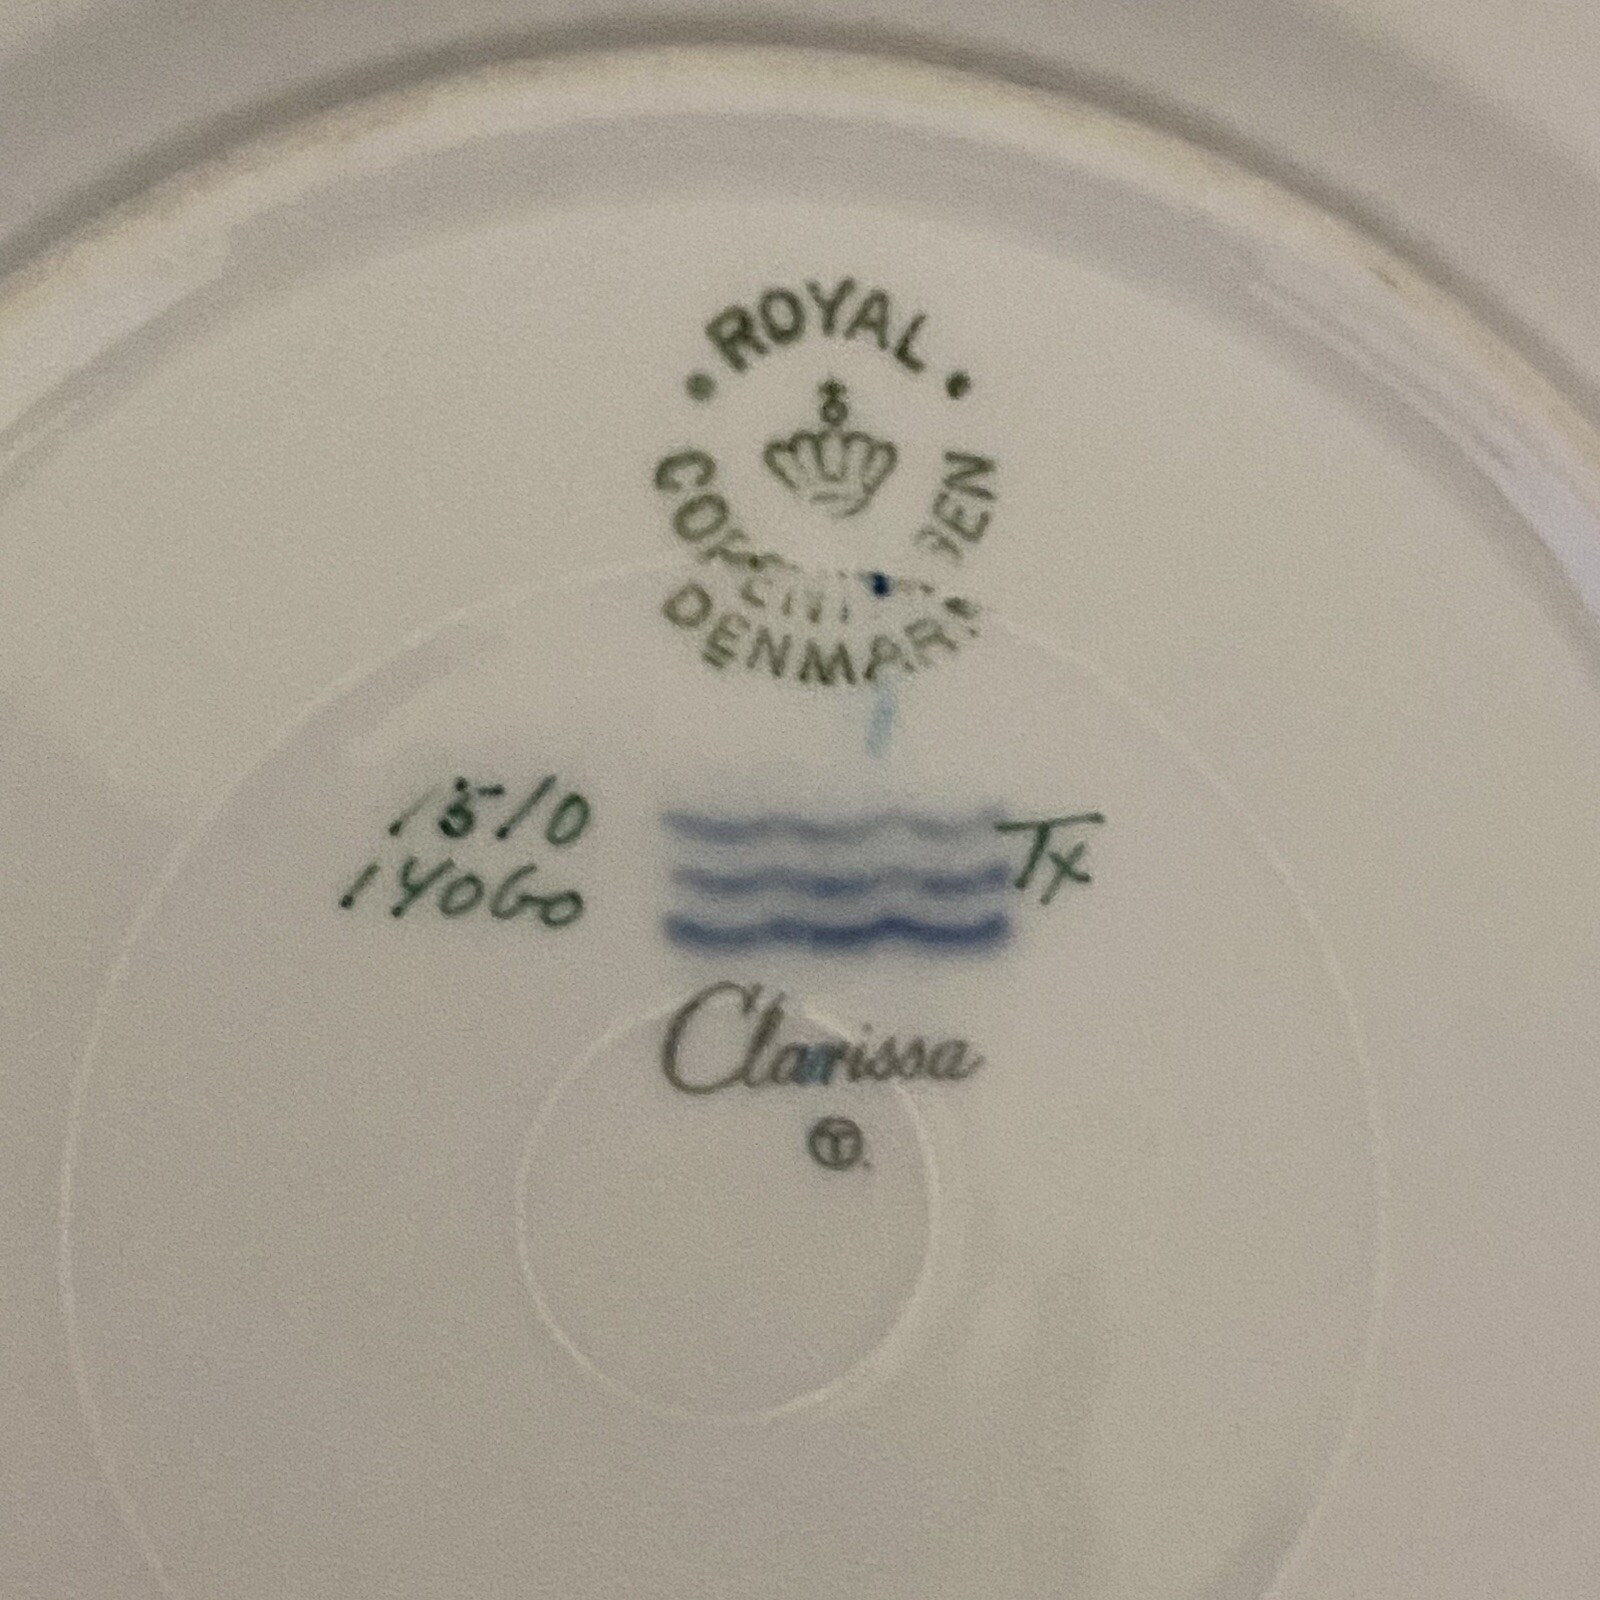 • ROYAL •
COPENHAGEN
DENMARK
1510
14060
Tx
Clarissa
T